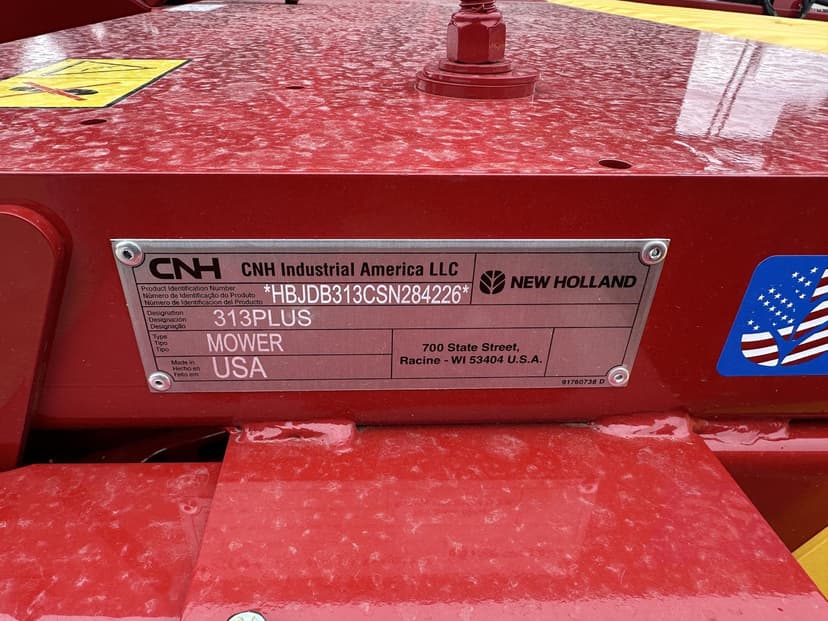 CNH CNH Industrial America LLC
NEW HOLLAND
Product Identification Number
Número de Identificação do Produto
Número de Identificacion del Producto
*HBJDB313CSN284226*
Designation
Designación
Designação
313PLUS
Type
Tipo
Tipo
MOWER
Made in
Hecho en
Feito em
USA
700 State Street,
Racine - WI 53404 U.S.A.
91760738 D